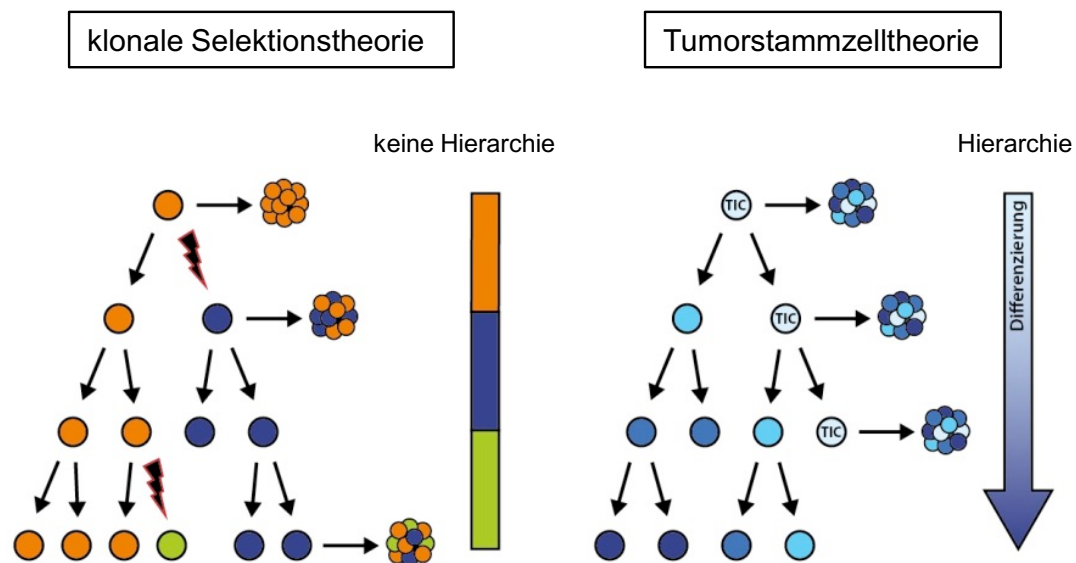 klonale Selektionstheorie
Tumorstammzelltheorie
keine Hierarchie
Hierarchie
TIC
TIC
TIC
Differenzierung